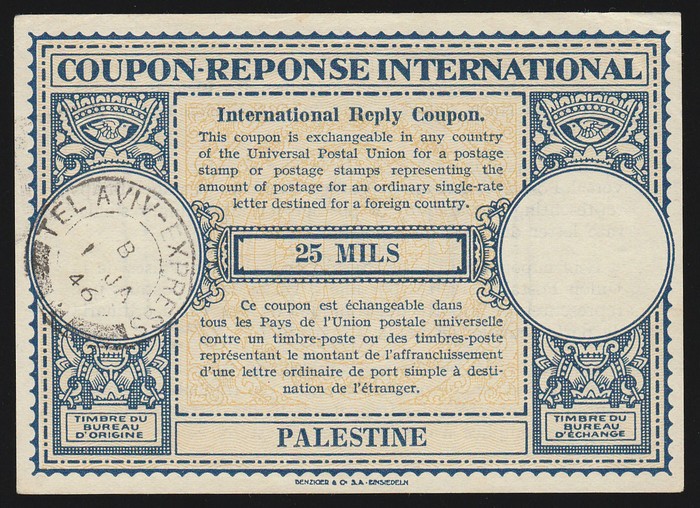 COUPON-REPONSE INTERNATIONAL
International Reply Coupon.
This coupon is exchangeable in any country
of the Universal Postal Union for a postage
stamp or postage stamps representing the
amount of postage for an ordinary single-rate
letter destined for a foreign country.
TEL AVIV-EXPRESS
B
1 JA
46
25 MILS
Ce coupon est échangeable dans
tous les Pays de l'Union postale universelle
contre un timbre-poste ou des timbres-poste
représentant le montant de l'affranchissement
d'une lettre ordinaire de port simple à desti-
nation de l'étranger.
TIMBRE DU
BUREAU
D'ORIGINE
PALESTINE
TIMBRE DU
BUREAU
D'ÉCHANGE
BENZIGER & Co S.A. - EINSIEDELN